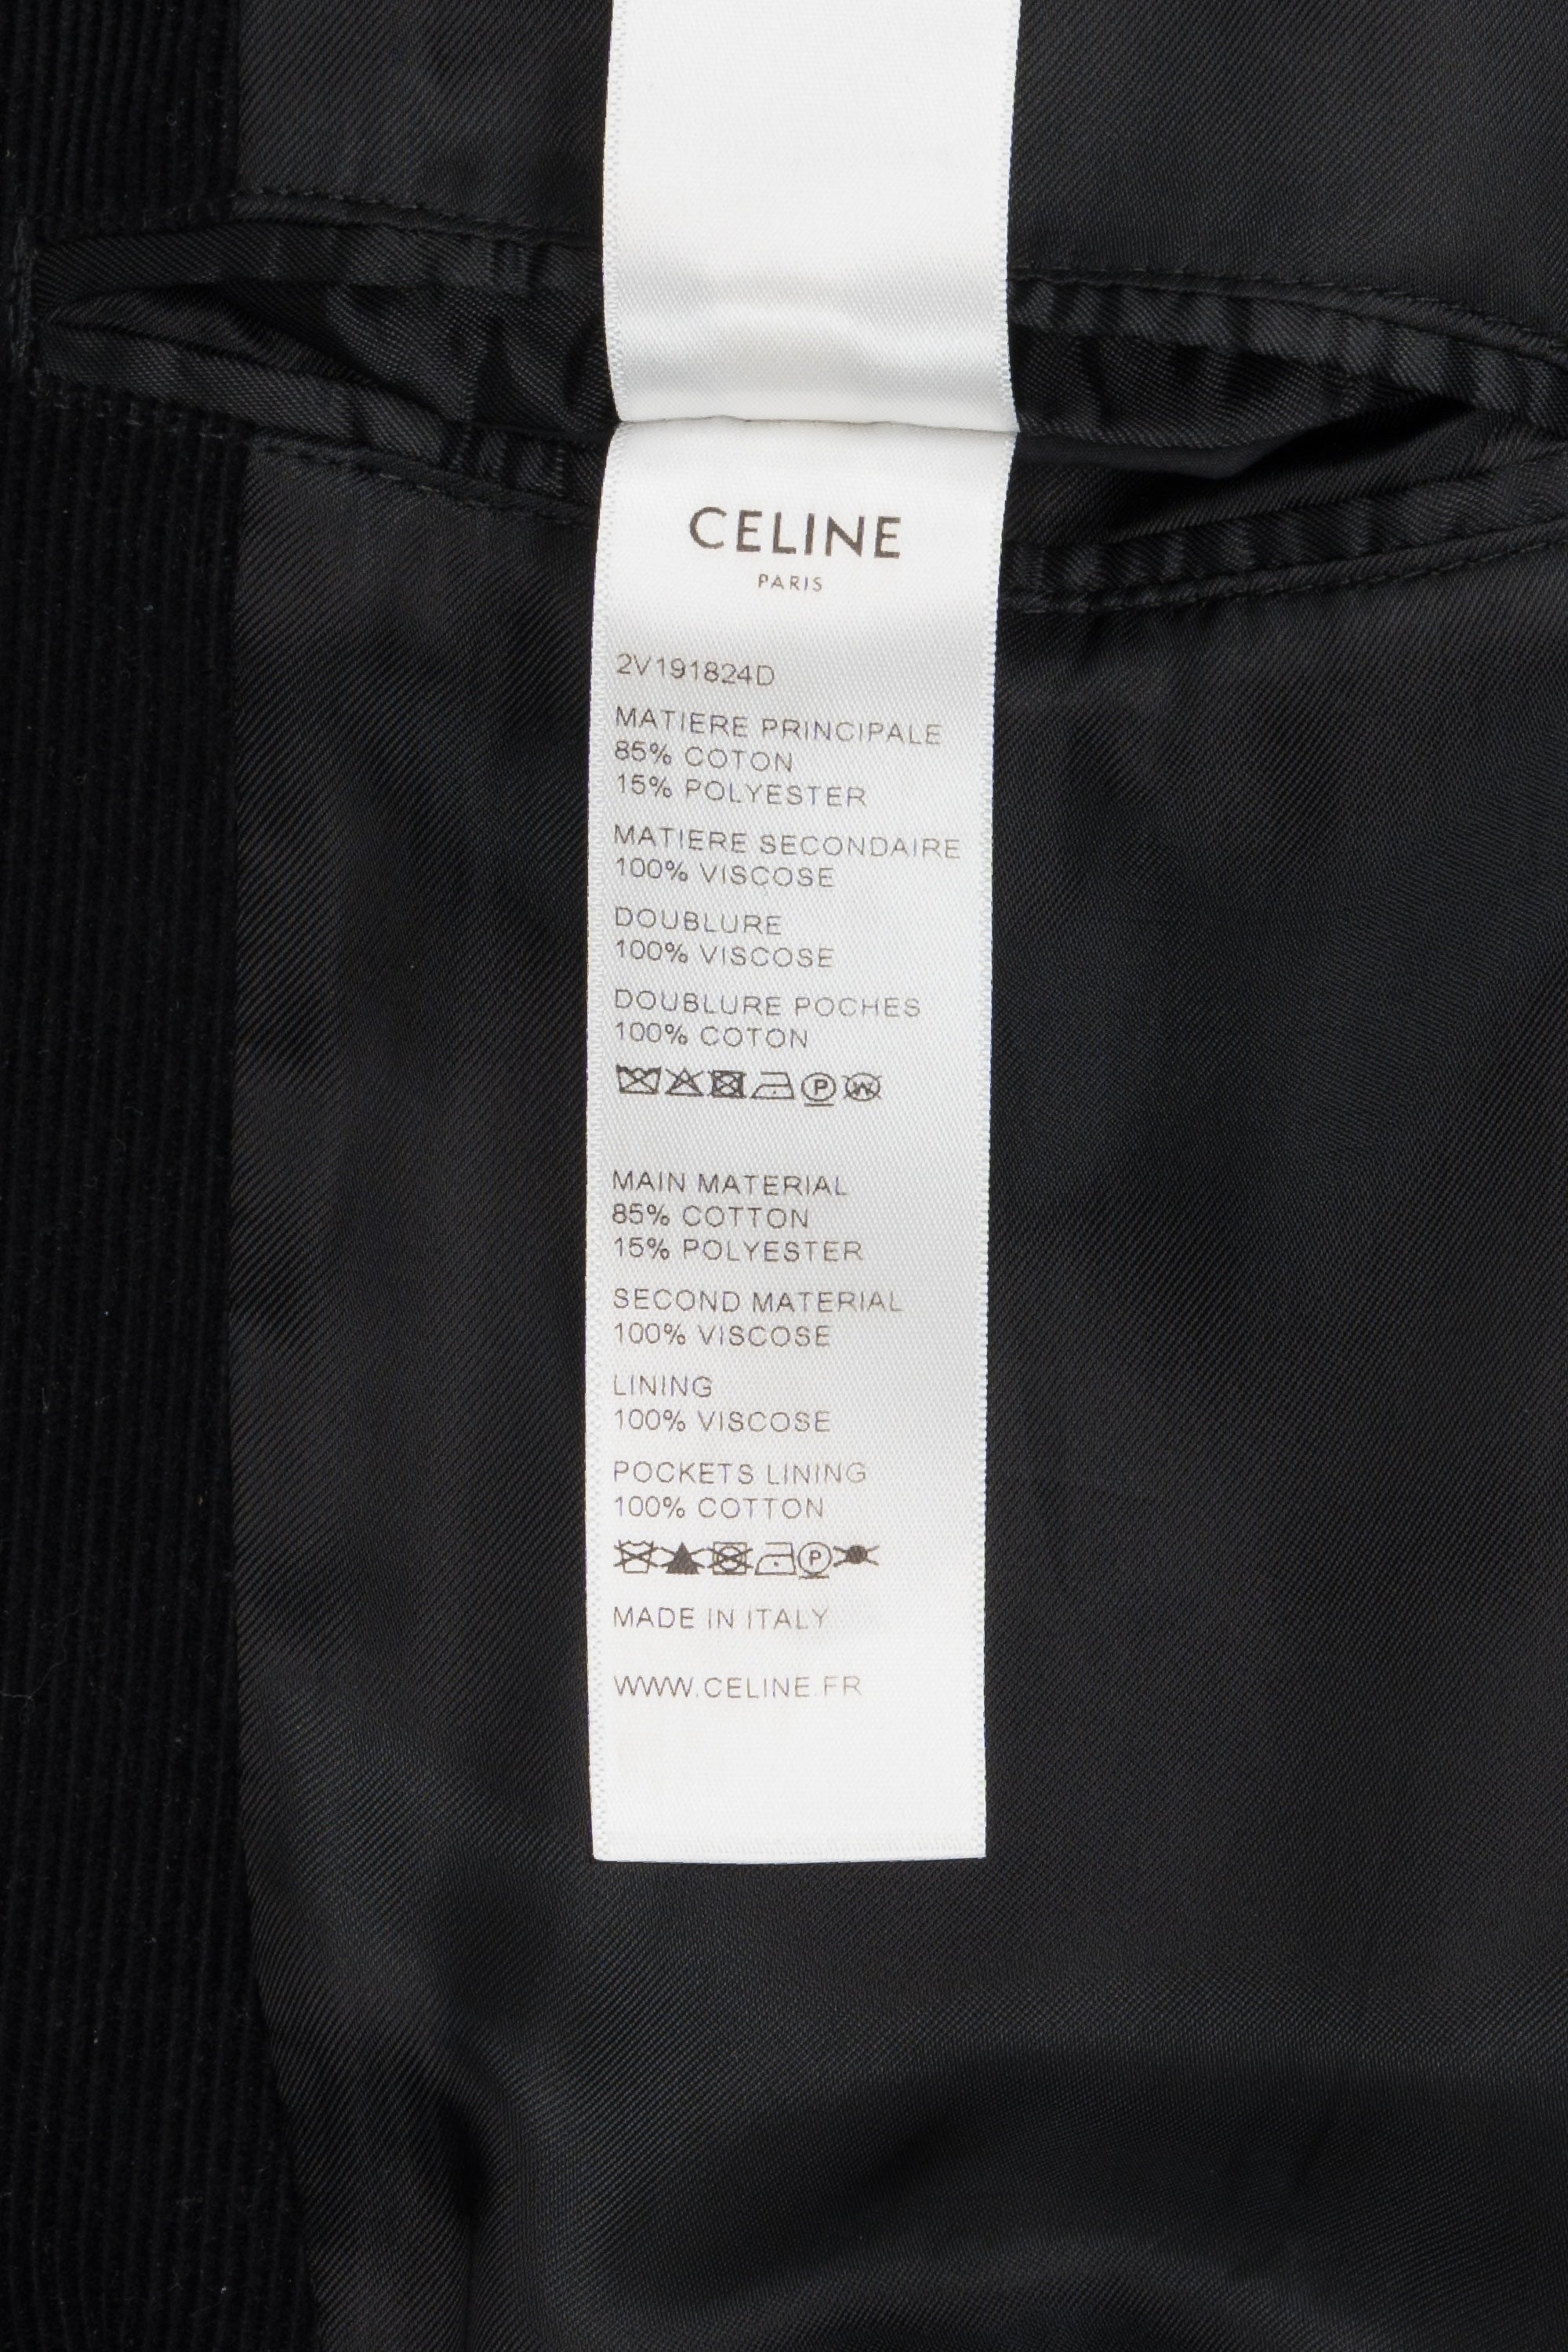 CELINE
PARIS
2V191824D
MATIERE PRINCIPALE
85% COTON
15% POLYESTER
MATIERE SECONDAIRE
100% VISCOSE
DOUBLURE
100% VISCOSE
DOUBLURE POCHES
100% COTON
P W
MAIN MATERIAL
85% COTTON
15% POLYESTER
SECOND MATERIAL
100% VISCOSE
LINING
100% VISCOSE
POCKETS LINING
100% COTTON
P
MADE IN ITALY
WWW.CELINE.FR